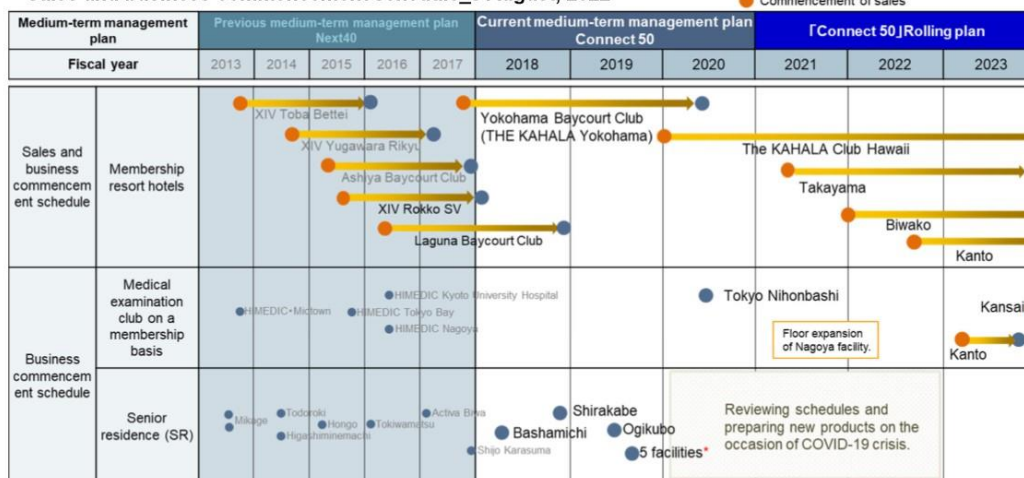 2022
Commencement of sales
Medium-term management plan
Previous medium-term management plan
Next40
Current medium-term management plan
Connect 50
「Connect 50」Rolling plan
Fiscal year
2013
2014
2015
2016
2017
2018
2019
2020
2021
2022
2023
Sales and
business
commencem
ent schedule
Membership
resort hotels
XIV Toba Bettei
XIV Yugawara Rikyu
Ashiya Baycourt Club
XIV Rokko SV
Laguna Baycourt Club
Yokohama Baycourt Club
(THE KAHALA Yokohama)
The KAHALA Club Hawaii
Takayama
Biwako
Kanto
Business
commencem
ent schedule
Medical
examination
club on a
membership
basis
HIMEDIC・Midtown
HIMEDIC Kyoto University Hospital
HIMEDIC Tokyo Bay
HIMEDIC Nagoya
Tokyo Nihonbashi
Floor expansion
of Nagoya facility.
Kansai
Kanto
Senior
residence (SR)
Mikage
Todoroki
Higashiminemachi
Hongo
Tokiwamatsu
Activa Biwa
Shijo Karasuma
Shirakabe
Bashamichi
Ogikubo
5 facilities*
Reviewing schedules and
preparing new products on the
occasion of COVID-19 crisis.